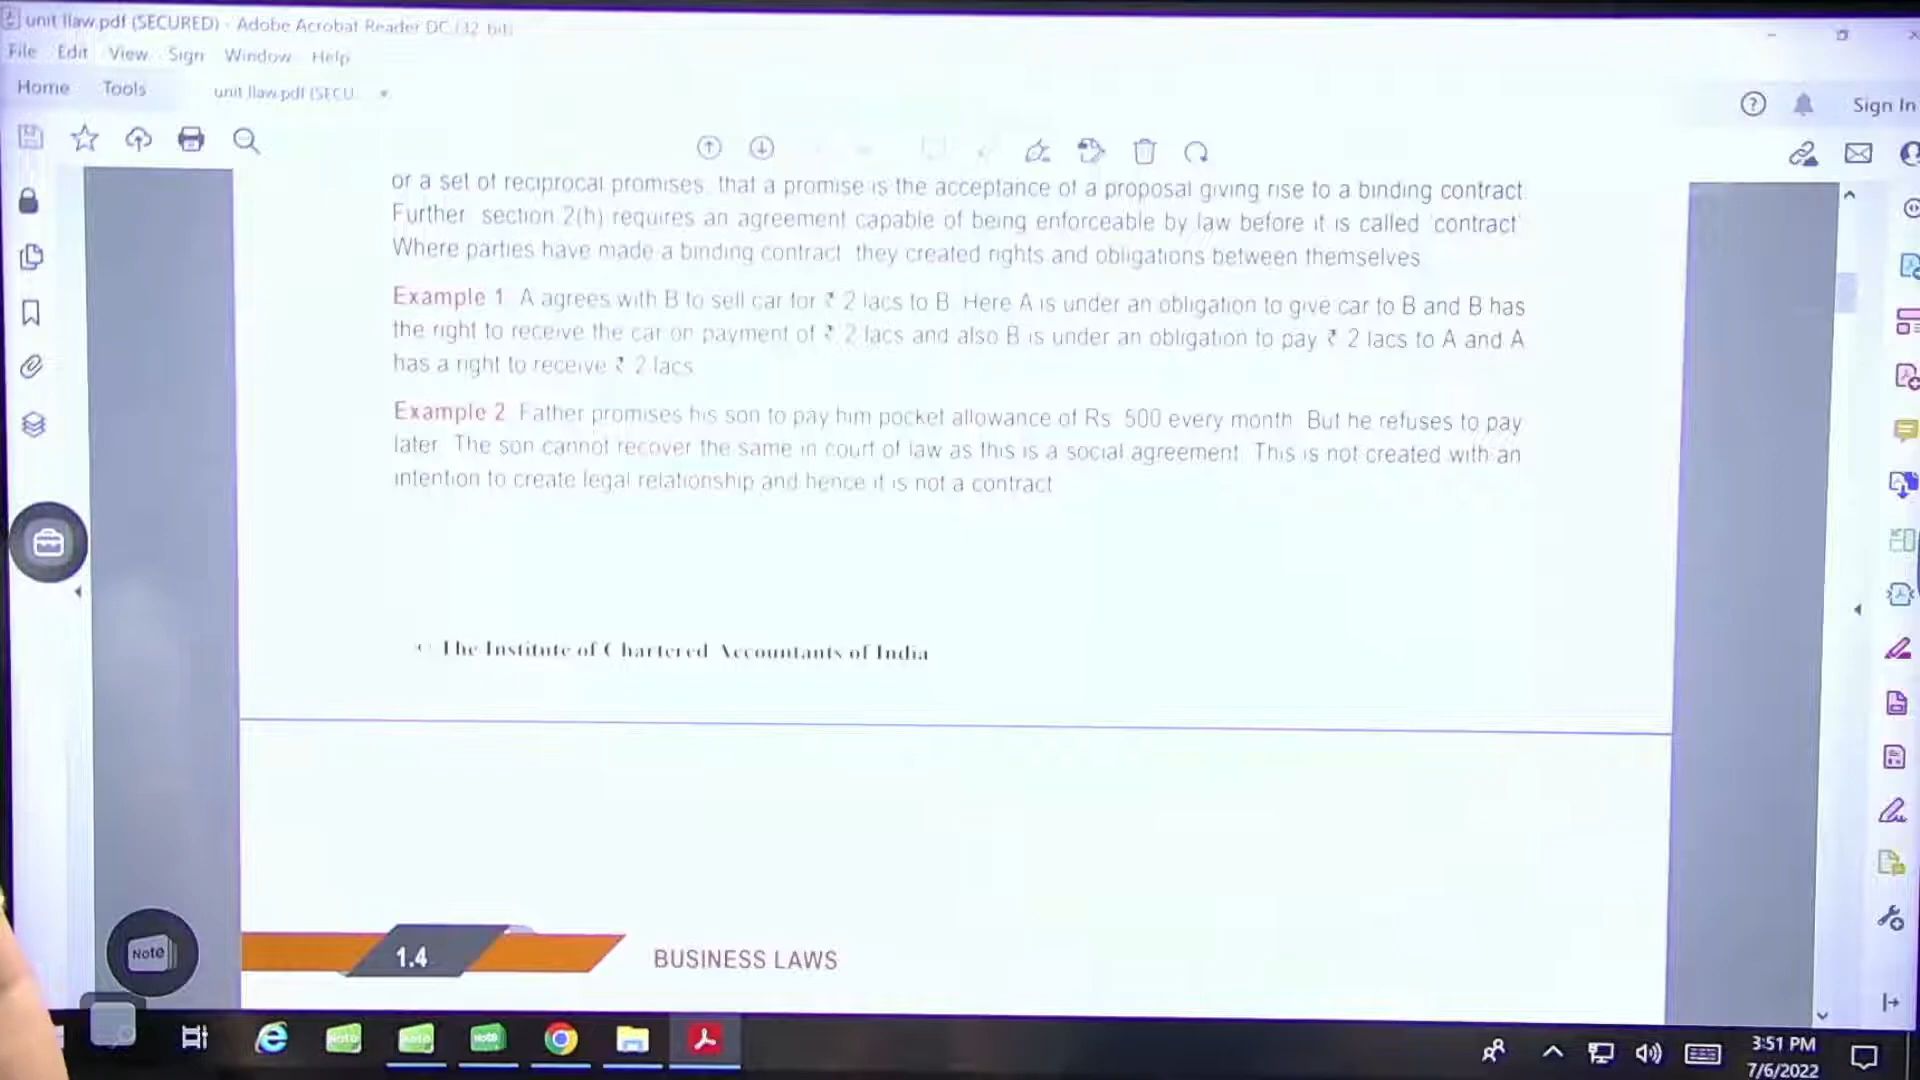 unit Ilaw.pdf (SECURED) - Adobe Acrobat Reader DC (32-bit)
File Edit View Sign Window Help
Home Tools unit Ilaw.pdf (SECU...
Sign In
or a set of reciprocal promises that a promise is the acceptance of a proposal giving rise to a binding contract
Further section 2(h) requires an agreement capable of being enforceable by law before it is called 'contract'
Where parties have made a binding contract they created rights and obligations between themselves
Example 1 A agrees with B to sell car for ₹ 2 lacs to B Here A is under an obligation to give car to B and B has
the right to receive the car on payment of ₹ 2 lacs and also B is under an obligation to pay ₹ 2 lacs to A and A
has a right to receive ₹ 2 lacs
Example 2 Father promises his son to pay him pocket allowance of Rs 500 every month But he refuses to pay
later The son cannot recover the same in court of law as this is a social agreement This is not created with an
intention to create legal relationship and hence it is not a contract
© The Institute of Chartered Accountants of India
Note
1.4 BUSINESS LAWS
Note Note Note
3:51 PM
7/6/2022